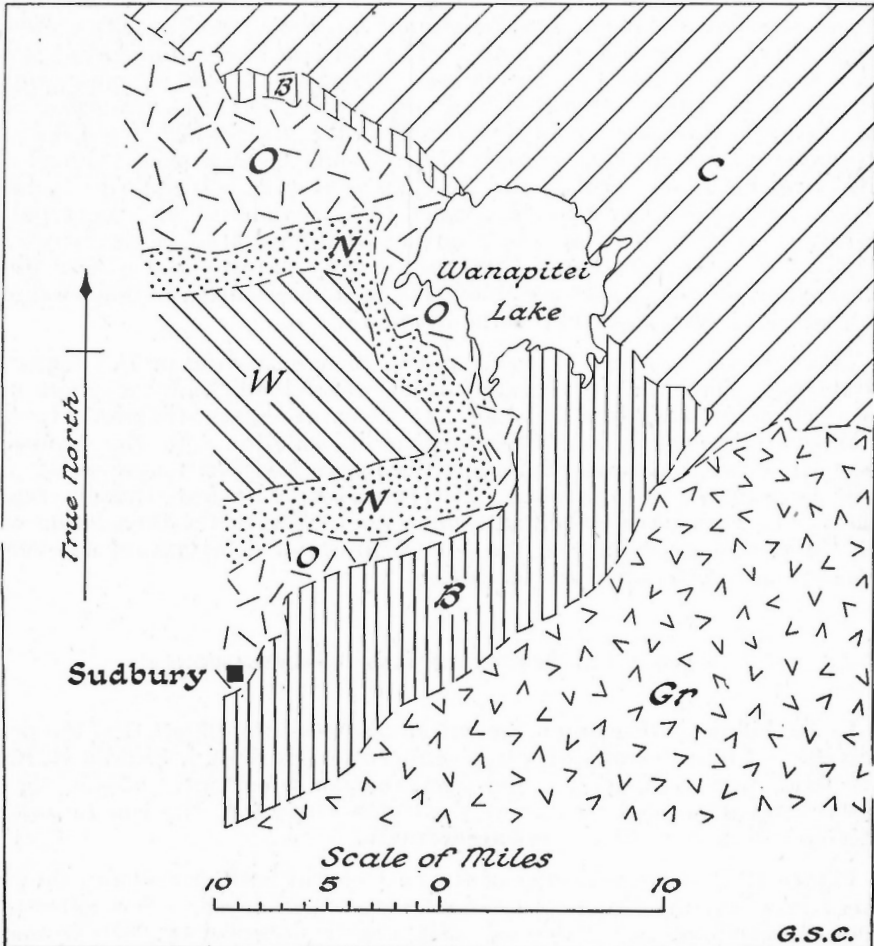 B
C
O
N
Wanapitei
Lake
O
W
True North
N
O
B
Sudbury
Gr
Scale of Miles
10 5 0 10
G.S.C.